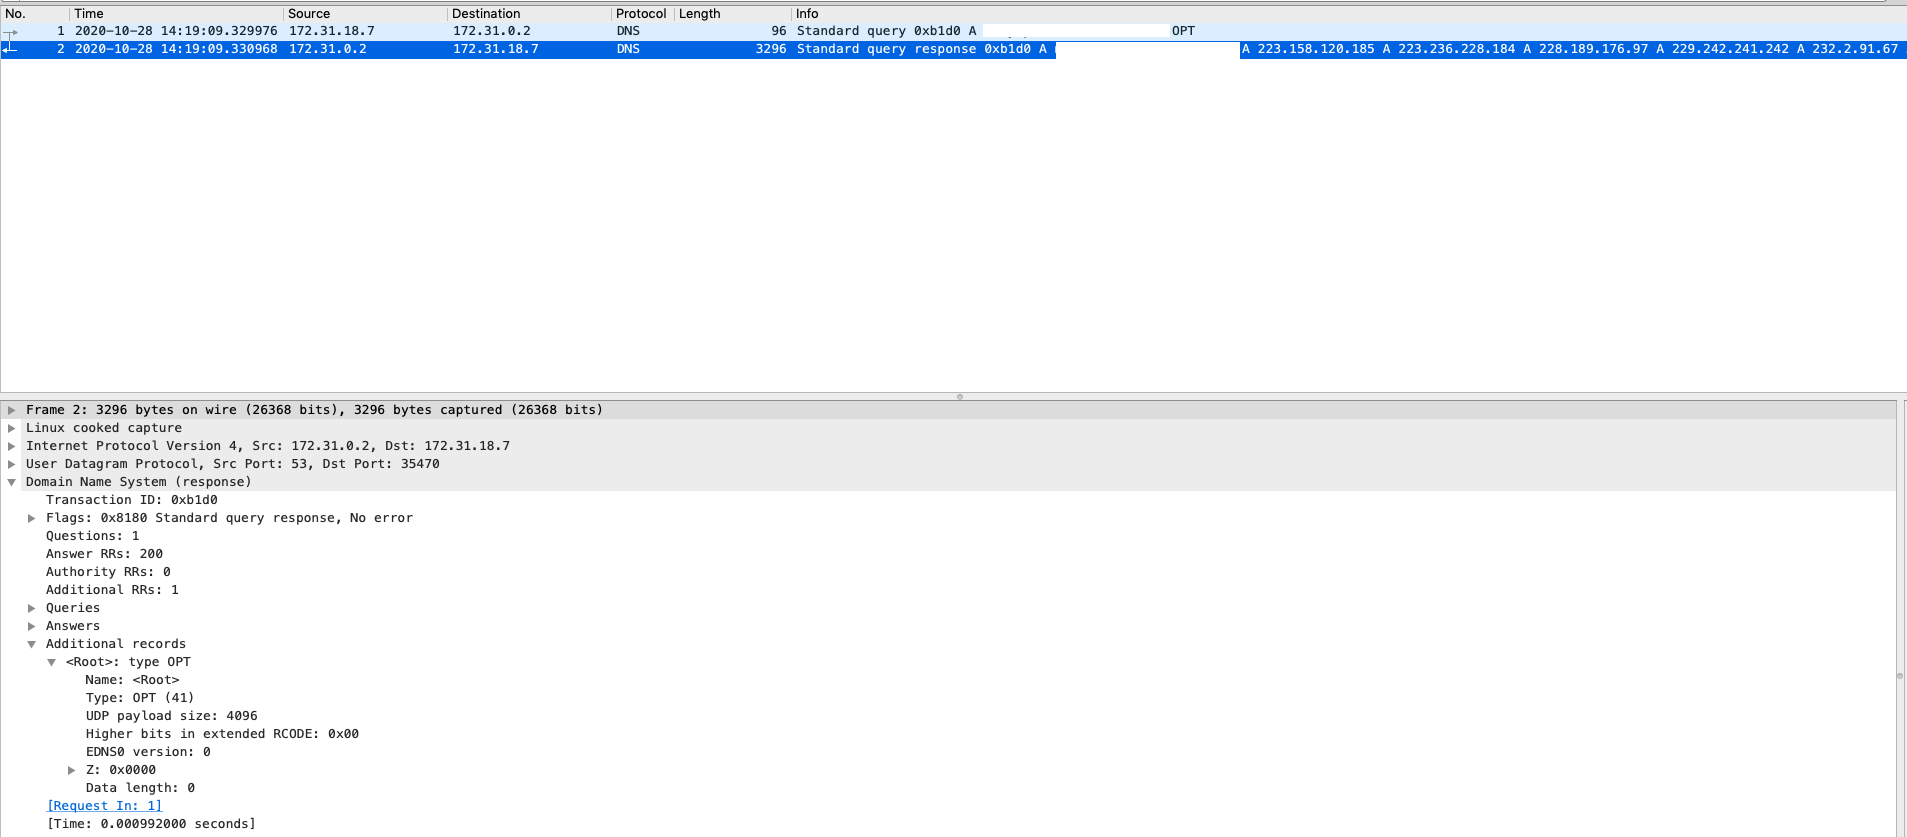 No. Time Source Destination Protocol Length Info
1 2020-10-28 14:19:09.329976 172.31.18.7 172.31.0.2 DNS 96 Standard query 0xb1d0 A OPT
2 2020-10-28 14:19:09.330968 172.31.0.2 172.31.18.7 DNS 3296 Standard query response 0xb1d0 A A 223.158.120.185 A 223.236.228.184 A 228.189.176.97 A 229.242.241.242 A 232.2.91.67
Frame 2: 3296 bytes on wire (26368 bits), 3296 bytes captured (26368 bits)
Linux cooked capture
Internet Protocol Version 4, Src: 172.31.0.2, Dst: 172.31.18.7
User Datagram Protocol, Src Port: 53, Dst Port: 35470
Domain Name System (response)
Transaction ID: 0xb1d0
Flags: 0x8180 Standard query response, No error
Questions: 1
Answer RRs: 200
Authority RRs: 0
Additional RRs: 1
Queries
Answers
Additional records
<Root>: type OPT
Name: <Root>
Type: OPT (41)
UDP payload size: 4096
Higher bits in extended RCODE: 0x00
EDNS0 version: 0
Z: 0x0000
Data length: 0
[Request In: 1]
[Time: 0.000992000 seconds]